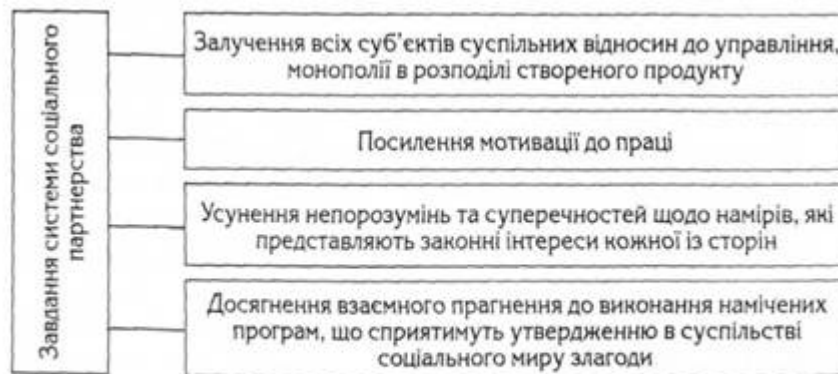 Завдання системи соціального
партнерства
Залучення всіх суб'єктів суспільних відносин до управління,
монополії в розподілі створеного продукту
Посилення мотивації до праці
Усунення непорозумінь та суперечностей щодо намірів, які
представляють законні інтереси кожної із сторін
Досягнення взаємного прагнення до виконання намічених
програм, що сприятимуть утвердженню в суспільстві
соціального миру злагоди